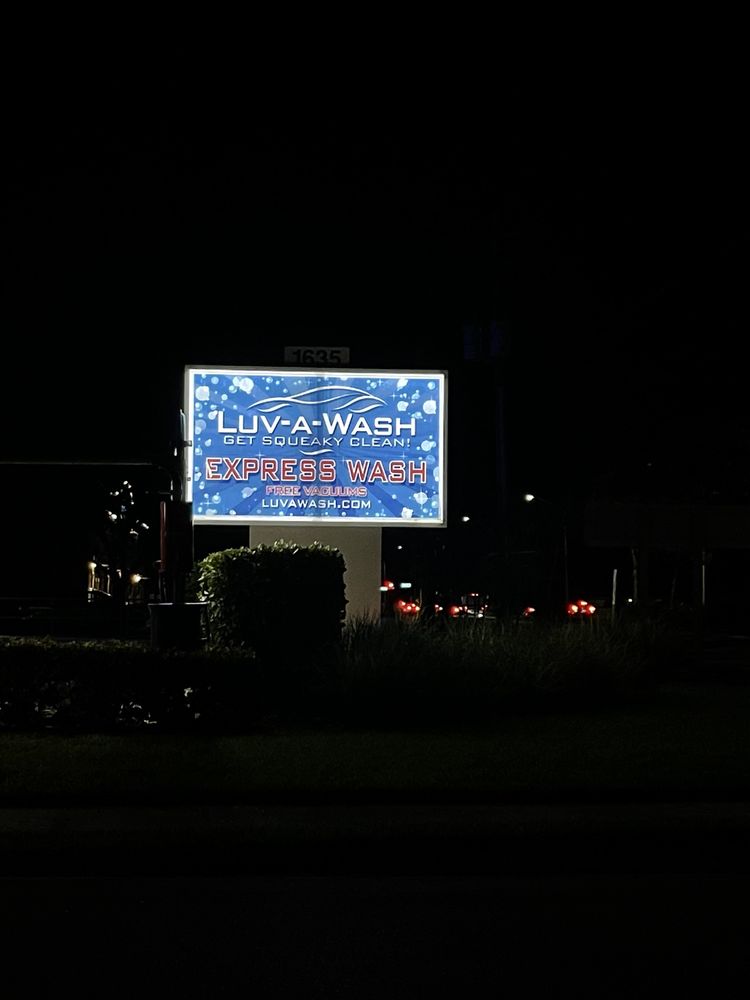 1635
LUV-A-WASH
GET SQUEAKY CLEAN!
EXPRESS WASH
FREE VACUUMS
LUVAWASH.COM